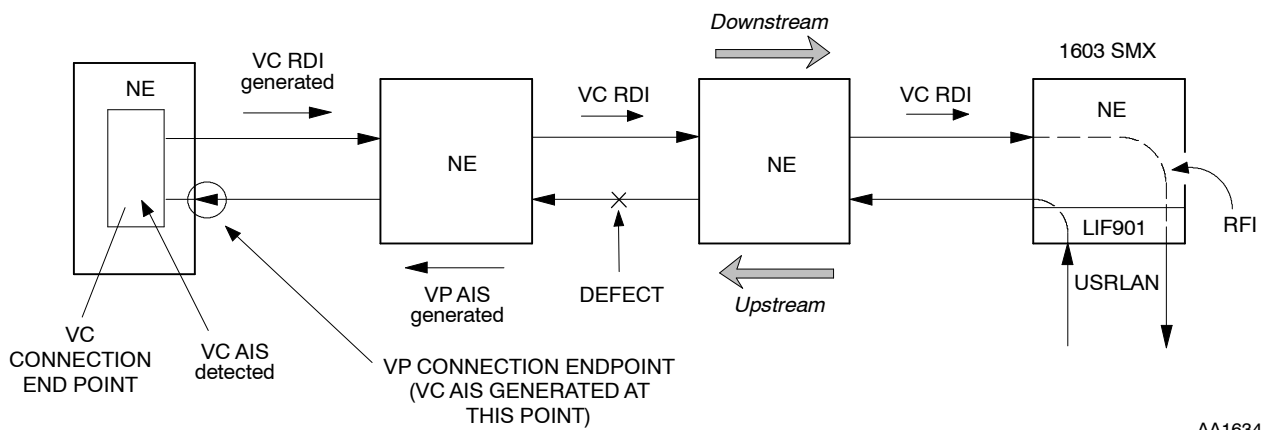 Downstream
1603 SMX
VC RDI
generated
VC RDI
VC RDI
NE
NE
NE
NE
LIF901
RFI
USRLAN
VP AIS
generated
DEFECT
Upstream
VC
CONNECTION
END POINT
VC AIS
detected
VP CONNECTION ENDPOINT
(VC AIS GENERATED AT
THIS POINT)
AA1634